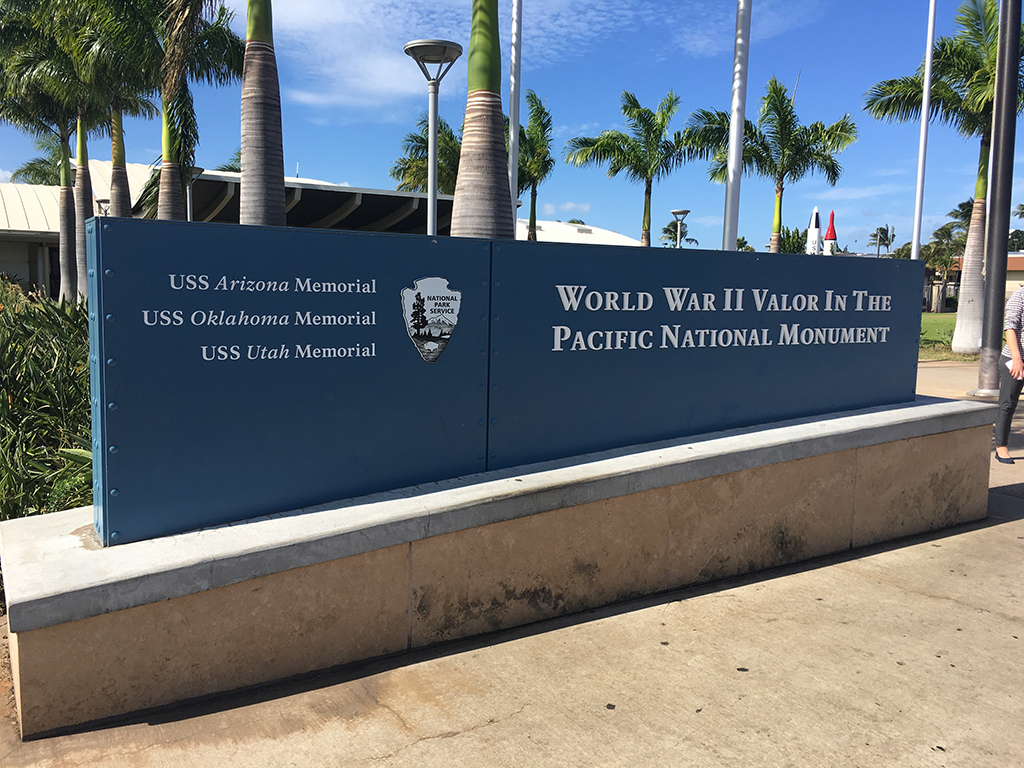 USS Arizona Memorial
USS Oklahoma Memorial
USS Utah Memorial
NATIONAL
PARK
SERVICE
WORLD WAR II VALOR IN THE
PACIFIC NATIONAL MONUMENT